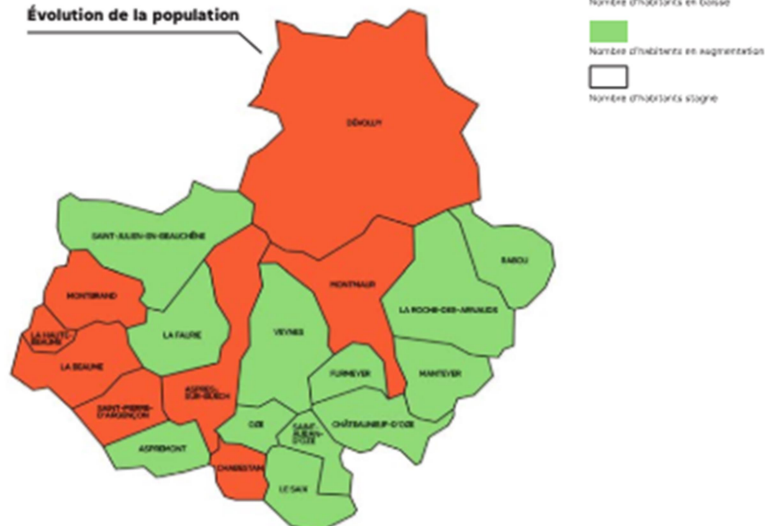 Évolution de la population
Nombre d'habitants en baisse
Nombre d'habitants en augmentation
Nombre d'habitants stagne
DÉVOLUY
SAINT-JULIEN-EN-BEAUCHÊNE
RABOU
MONTBRAND
MONTMAUR
LA ROCHE-DES-ARNAUDS
LA HAUTE-
BEAUME
LA FAURIE
VEYNES
LA BEAUME
FURMEYER
MANTEYER
ASPRES-
SUR-BUËCH
SAINT-PIERRE-
D'ARGENÇON
OZE
SAINT-
AUBAN-
D'OZE
CHÂTEAUNEUF-D'OZE
ASPREMONT
CHABESTAN
LE SAIX